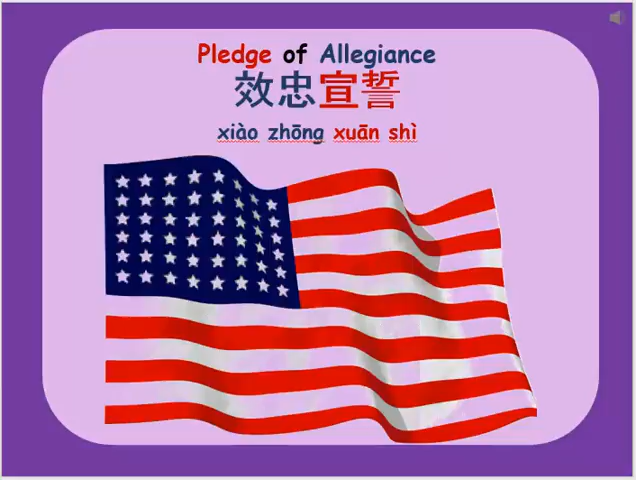 Pledge of Allegiance
效忠宣誓
xiào zhōng xuān shì